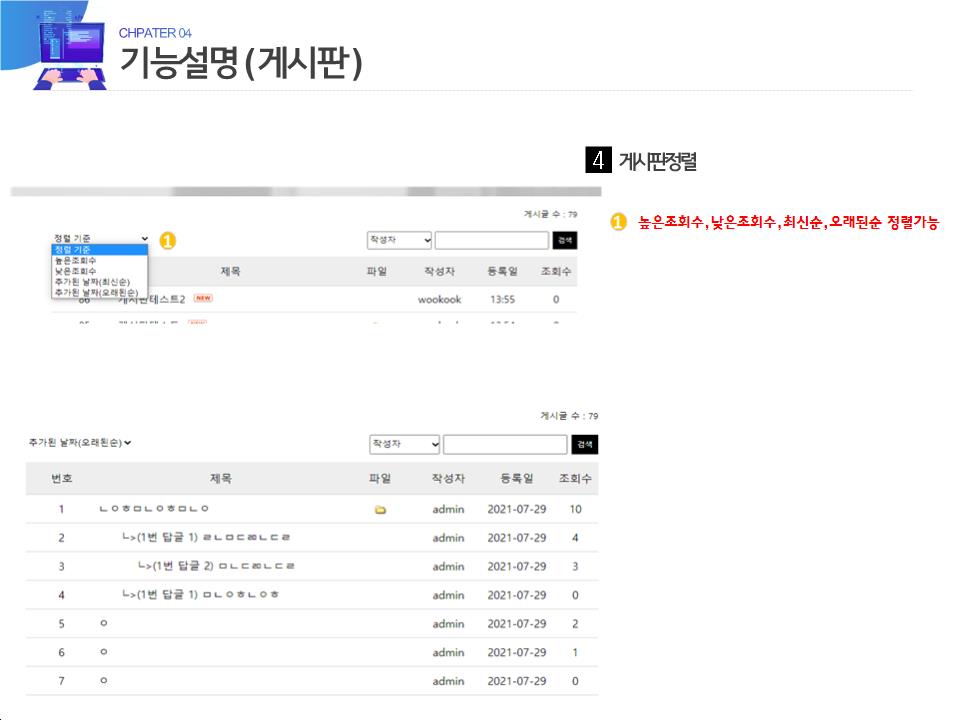 CHPATER 04
기능설명 ( 게시판 )
4 게시판정렬
1 높은조회수, 낮은조회수, 최신순, 오래된순 정렬가능
게시글 수 : 79
정렬 기준 1 작성자 검색
정렬 기준
높은조회수
낮은조회수
추가된 날짜(최신순)
추가된 날짜(오래된순)
제목 파일 작성자 등록일 조회수
86 게시판테스트2 NEW wookook 13:55 0
게시글 수 : 79
추가된 날짜(오래된순) 작성자 검색
번호 제목 파일 작성자 등록일 조회수
1 ㄴㅇㅎㅁㄴㅇㅎㅁㄴㅇ admin 2021-07-29 10
2 ㄴ>(1번 답글 1) ㄹㄴㅁㄷㄻㄴㄷㄹ admin 2021-07-29 4
3 ㄴ>(1번 답글 2) ㅁㄴㄷㄻㄴㄷㄹ admin 2021-07-29 3
4 ㄴ>(1번 답글 1) ㅁㄴㅇㅎㄴㅇㅎ admin 2021-07-29 0
5 ㅇ admin 2021-07-29 2
6 ㅇ admin 2021-07-29 1
7 ㅇ admin 2021-07-29 0